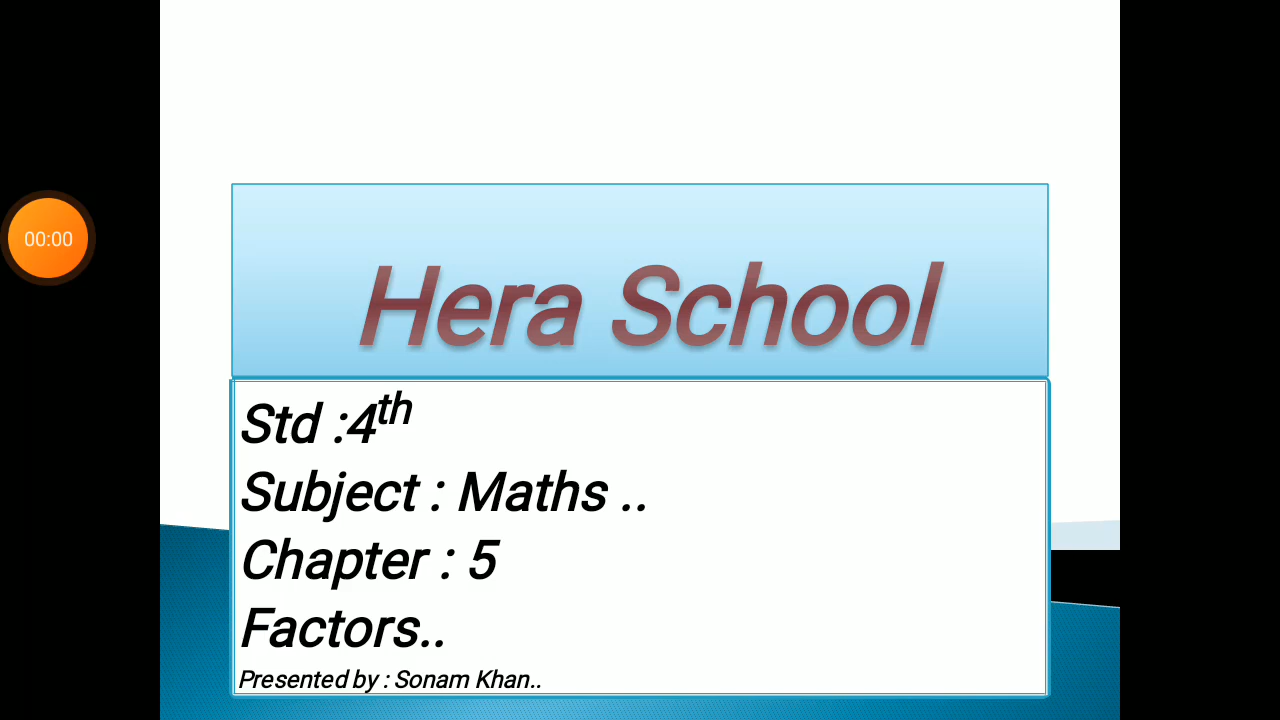 00:00
Hera School
Std :4th
Subject : Maths ..
Chapter : 5
Factors..
Presented by : Sonam Khan..